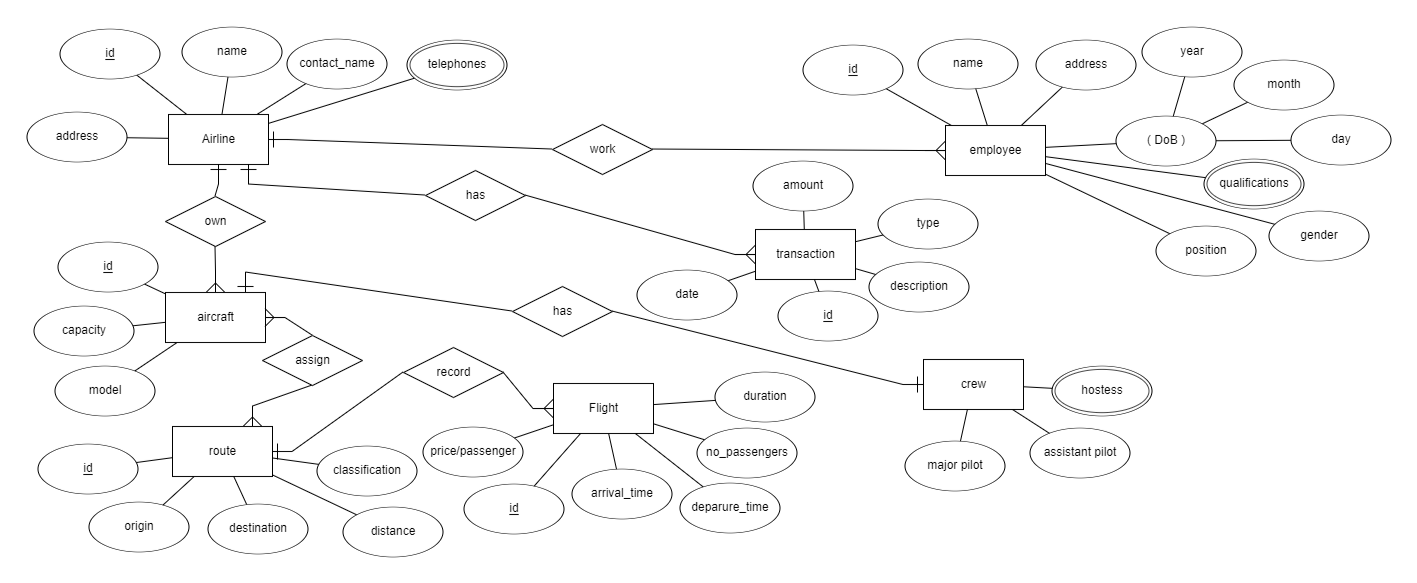 id
name
contact_name
telephones
address
Airline
work
id
name
address
year
month
employee
( DoB )
day
qualifications
gender
position
own
has
amount
type
transaction
date
description
id
id
capacity
aircraft
model
has
assign
record
Flight
duration
crew
hostess
price/passenger
no_passengers
major pilot
assistant pilot
id
arrival_time
deparure_time
id
route
classification
origin
destination
distance